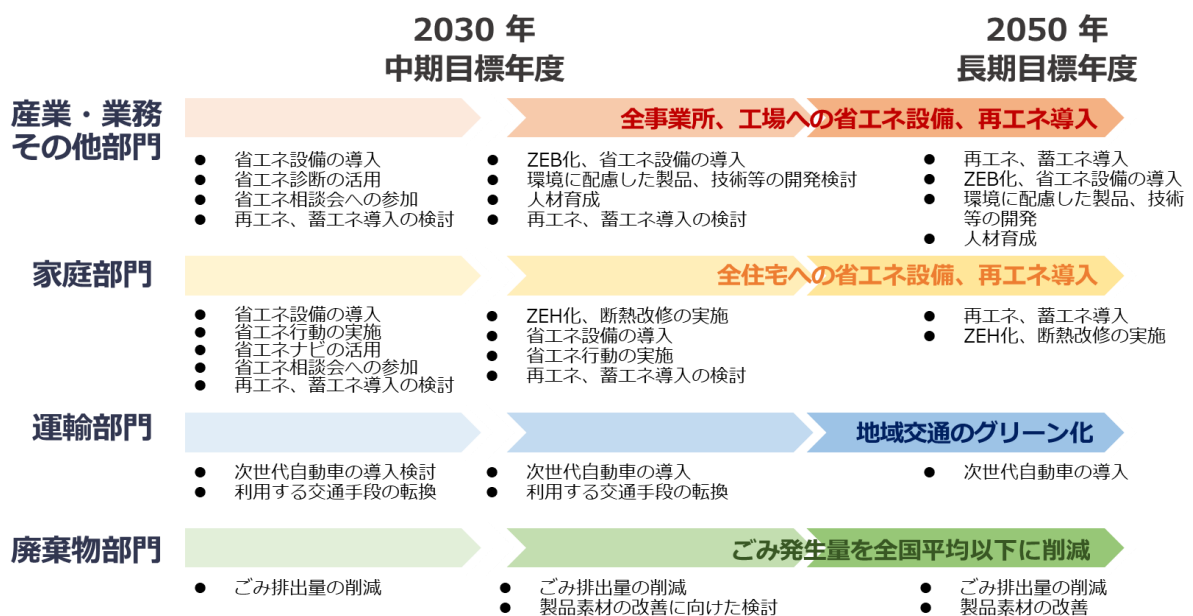 2030 年
中期目標年度
2050 年
長期目標年度
産業・業務
その他部門
全事業所、工場への省エネ設備、再エネ導入
● 省エネ設備の導入
● 省エネ診断の活用
● 省エネ相談会への参加
● 再エネ、蓄エネ導入の検討
● ZEB化、省エネ設備の導入
● 環境に配慮した製品、技術等の開発検討
● 人材育成
● 再エネ、蓄エネ導入の検討
● 再エネ、蓄エネ導入
● ZEB化、省エネ設備の導入
● 環境に配慮した製品、技術
等の開発
● 人材育成
家庭部門
全住宅への省エネ設備、再エネ導入
● 省エネ設備の導入
● 省エネ行動の実施
● 省エネナビの活用
● 省エネ相談会への参加
● 再エネ、蓄エネ導入の検討
● ZEH化、断熱改修の実施
● 省エネ設備の導入
● 省エネ行動の実施
● 再エネ、蓄エネ導入の検討
● 再エネ、蓄エネ導入
● ZEH化、断熱改修の実施
運輸部門
地域交通のグリーン化
● 次世代自動車の導入検討
● 利用する交通手段の転換
● 次世代自動車の導入
● 利用する交通手段の転換
● 次世代自動車の導入
廃棄物部門
ごみ発生量を全国平均以下に削減
● ごみ排出量の削減
● ごみ排出量の削減
● 製品素材の改善に向けた検討
● ごみ排出量の削減
● 製品素材の改善